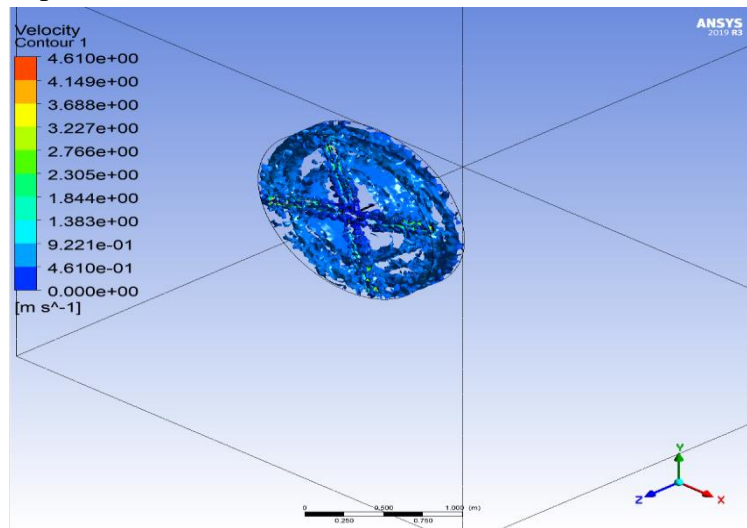 Velocity
Contour 1
4.610e+00
4.149e+00
3.688e+00
3.227e+00
2.766e+00
2.305e+00
1.844e+00
1.383e+00
9.221e-01
4.610e-01
0.000e+00
[m s^-1]
ANSYS
2019 R3
Y
Z
X
0 0.500 1.000 (m)
0.250 0.750